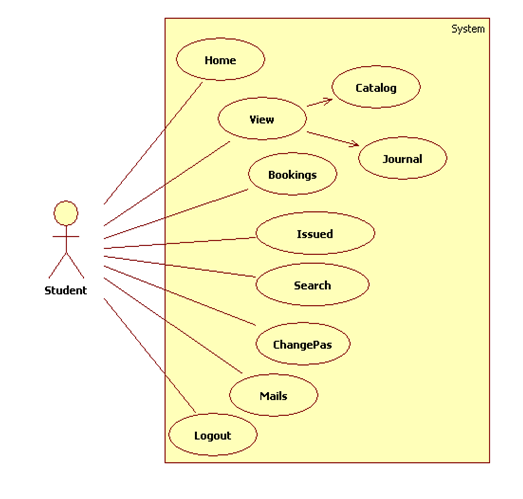 System
Home
Catalog
View
Journal
Bookings
Issued
Search
Student
ChangePas
Mails
Logout